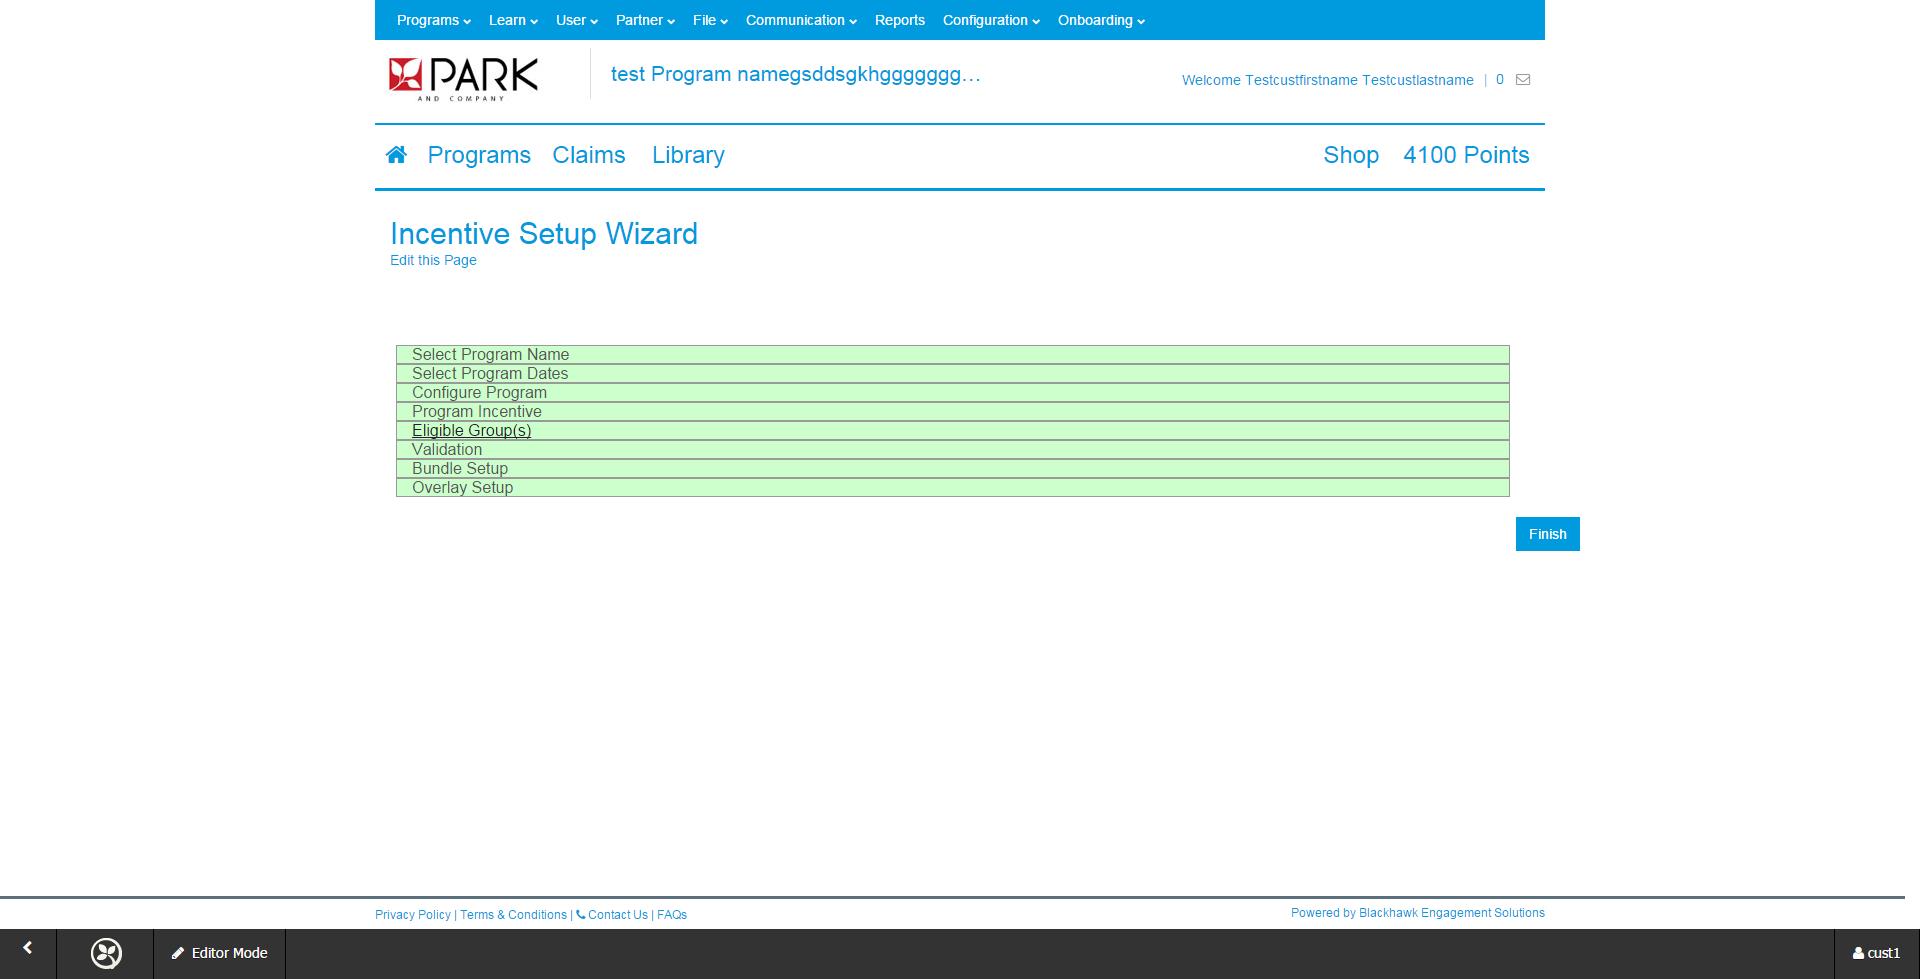 Programs Learn User Partner File Communication Reports Configuration Onboarding
PARK
AND COMPANY
test Program namegsddsgkhggggggg…
Welcome Testcustfirstname Testcustlastname | 0
Programs Claims Library Shop 4100 Points
Incentive Setup Wizard
Edit this Page
Select Program Name
Select Program Dates
Configure Program
Program Incentive
Eligible Group(s)
Validation
Bundle Setup
Overlay Setup
Finish
Privacy Policy | Terms & Conditions | Contact Us | FAQs
Powered by Blackhawk Engagement Solutions
Editor Mode
cust1